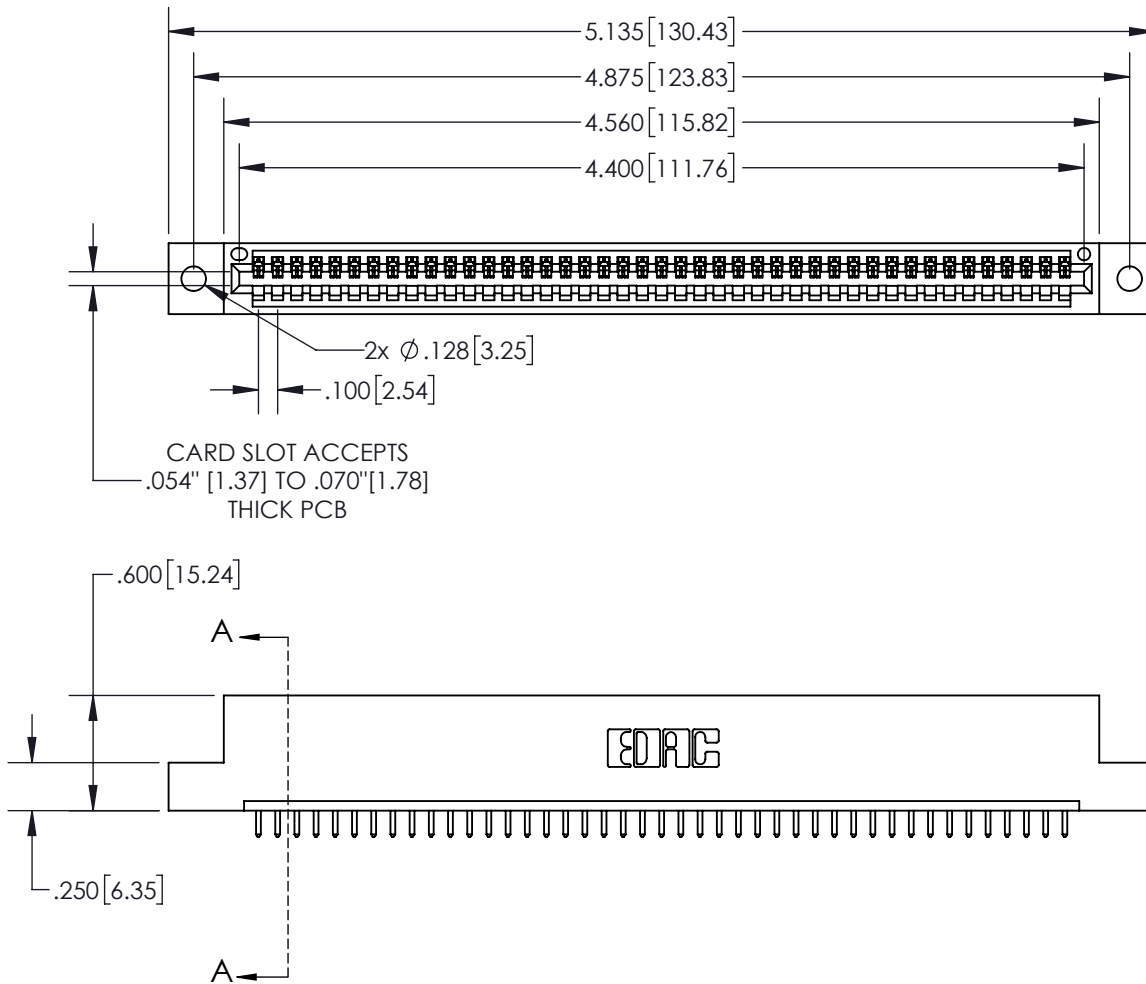 5.135[130.43]
4.875[123.83]
4.560[115.82]
4.400[111.76]
2x Ø.128[3.25]
.100[2.54]
CARD SLOT ACCEPTS
.054" [1.37] TO .070"[1.78]
THICK PCB
.600[15.24]
A
EDAC
.250[6.35]
A